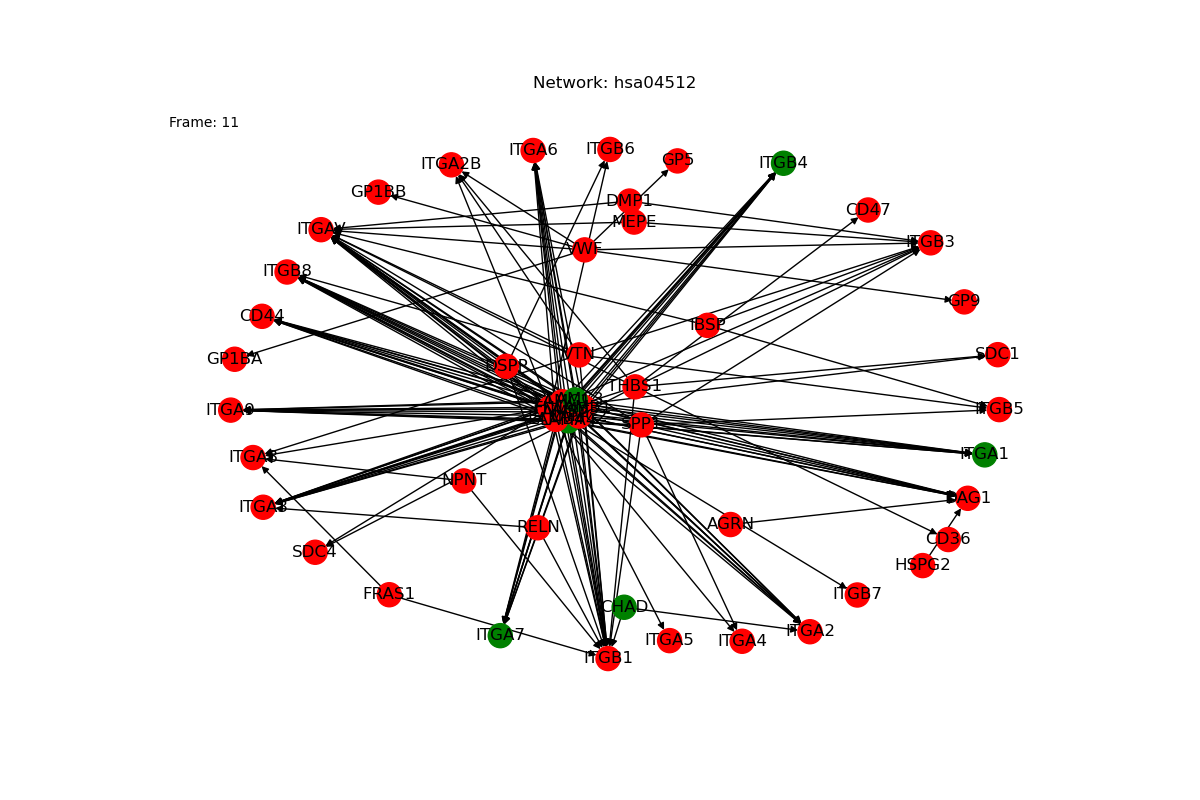 Network: hsa04512
Frame: 11
ITGA6
ITGB6
GP5
ITGB4
ITGA2B
GP1BB
DMP1
CD47
MEPE
ITGAV
ITGB3
VWF
ITGB8
GP9
CD44
IBSP
GP1BA
VTN
SDC1
DSPP
THBS1
ITGA9
ITGB5
SPP1
ITGA8
ITGA1
NPNT
DAG1
ITGA3
RELN
AGRN
CD36
SDC4
HSPG2
FRAS1
ITGB7
CHAD
ITGA7
ITGA5
ITGA4
ITGA2
ITGB1